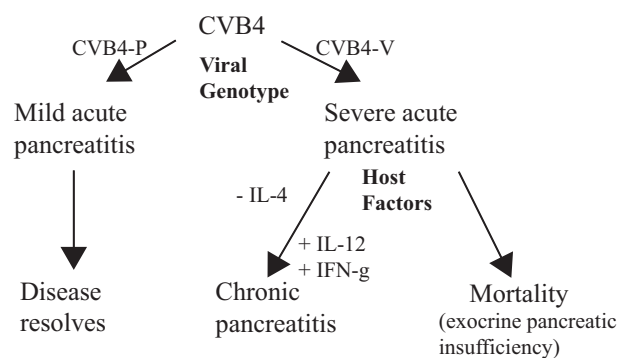 CVB4
CVB4-P
CVB4-V
Viral
Genotype
Mild acute
pancreatitis
Severe acute
pancreatitis
Host
Factors
- IL-4
+ IL-12
+ IFN-g
Disease
resolves
Chronic
pancreatitis
Mortality
(exocrine pancreatic
insufficiency)